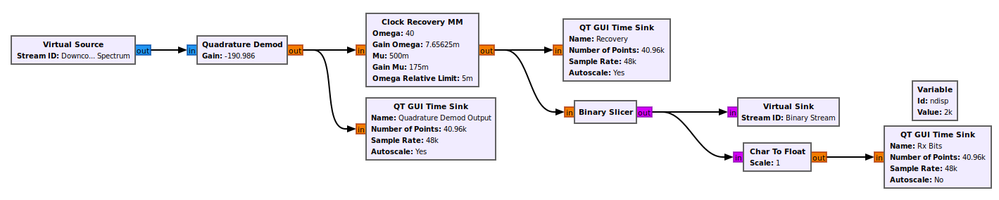 Virtual Source
Stream ID: Downco... Spectrum
out
in
Quadrature Demod
Gain: -190.986
out
in
Clock Recovery MM
Omega: 40
Gain Omega: 7.65625m
Mu: 500m
Gain Mu: 175m
Omega Relative Limit: 5m
out
in
QT GUI Time Sink
Name: Recovery
Number of Points: 40.96k
Sample Rate: 48k
Autoscale: Yes
in
QT GUI Time Sink
Name: Quadrature Demod Output
Number of Points: 40.96k
Sample Rate: 48k
Autoscale: Yes
in
Binary Slicer
out
in
Virtual Sink
Stream ID: Binary Stream
in
Char To Float
Scale: 1
out
Variable
Id: ndisp
Value: 2k
in
QT GUI Time Sink
Name: Rx Bits
Number of Points: 40.96k
Sample Rate: 48k
Autoscale: No